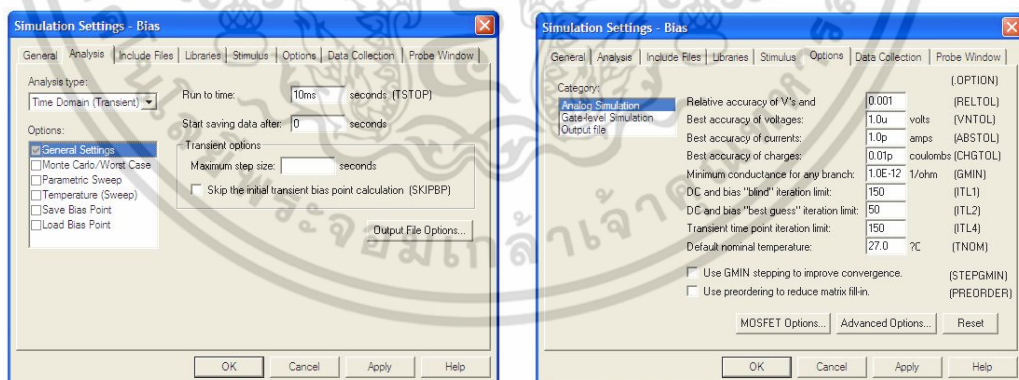 Simulation Settings - Bias
General Analysis Include Files Libraries Stimulus Options Data Collection Probe Window
Analysis type:
Time Domain (Transient)
Options:
General Settings
Monte Carlo/Worst Case
Parametric Sweep
Temperature (Sweep)
Save Bias Point
Load Bias Point
Run to time: 10ms seconds (TSTOP)
Start saving data after: 0 seconds
Transient options
Maximum step size: seconds
Skip the initial transient bias point calculation (SKIPBP)
Output File Options...
OK Cancel Apply Help
Simulation Settings - Bias
General Analysis Include Files Libraries Stimulus Options Data Collection Probe Window
Category:
Analog Simulation
Gate-level Simulation
Output file
(.OPTION)
Relative accuracy of V's and 0.001 (RELTOL)
Best accuracy of voltages: 1.0u volts (VNTOL)
Best accuracy of currents: 1.0p amps (ABSTOL)
Best accuracy of charges: 0.01p coulombs (CHGTOL)
Minimum conductance for any branch: 1.0E-12 1/ohm (GMIN)
DC and bias "blind" iteration limit: 150 (ITL1)
DC and bias "best guess" iteration limit: 50 (ITL2)
Transient time point iteration limit: 150 (ITL4)
Default nominal temperature: 27.0 ?C (TNOM)
Use GMIN stepping to improve convergence. (STEPGMIN)
Use preordering to reduce matrix fill-in. (PREORDER)
MOSFET Options... Advanced Options... Reset
OK Cancel Apply Help